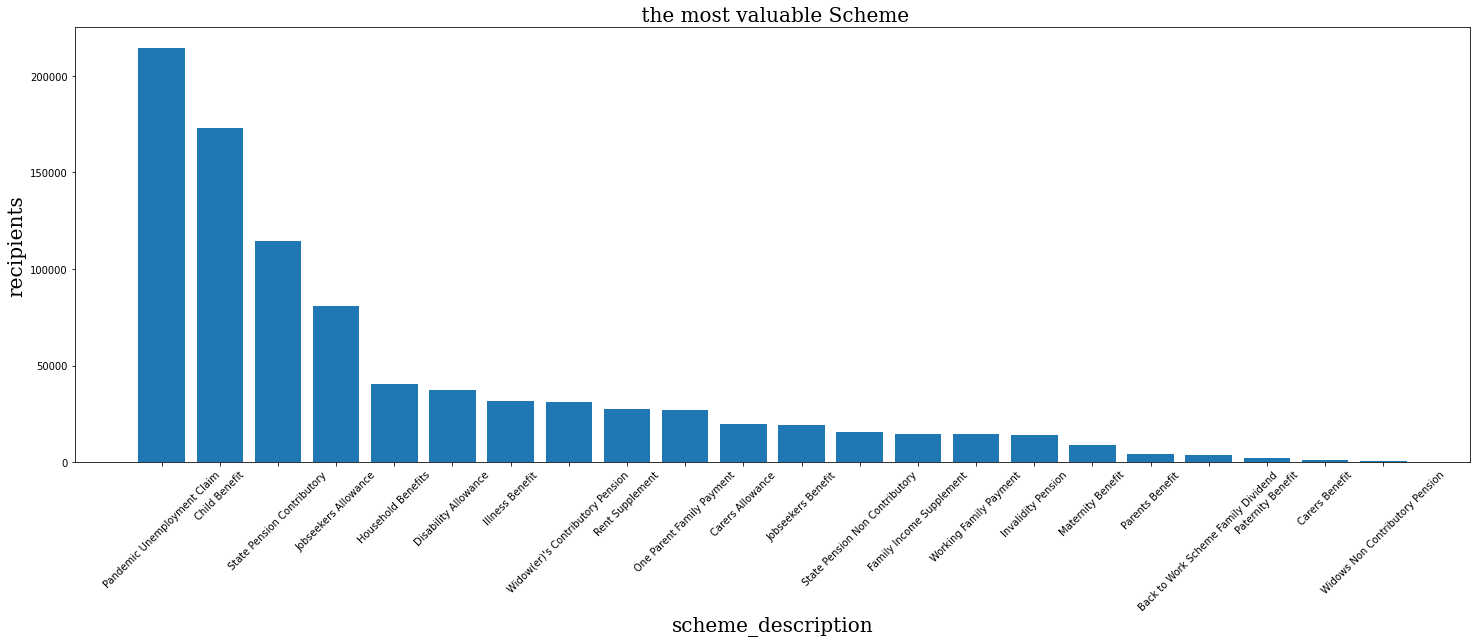 the most valuable Scheme
recipients
200000
150000
100000
50000
0
Pandemic Unemployment Claim
Child Benefit
State Pension Contributory
Jobseekers Allowance
Household Benefits
Disability Allowance
Illness Benefit
Widow(er)'s Contributory Pension
Rent Supplement
One Parent Family Payment
Carers Allowance
Jobseekers Benefit
State Pension Non Contributory
Family Income Supplement
Working Family Payment
Invalidity Pension
Maternity Benefit
Parents Benefit
Back to Work Scheme Family Dividend
Paternity Benefit
Carers Benefit
Widows Non Contributory Pension
scheme_description